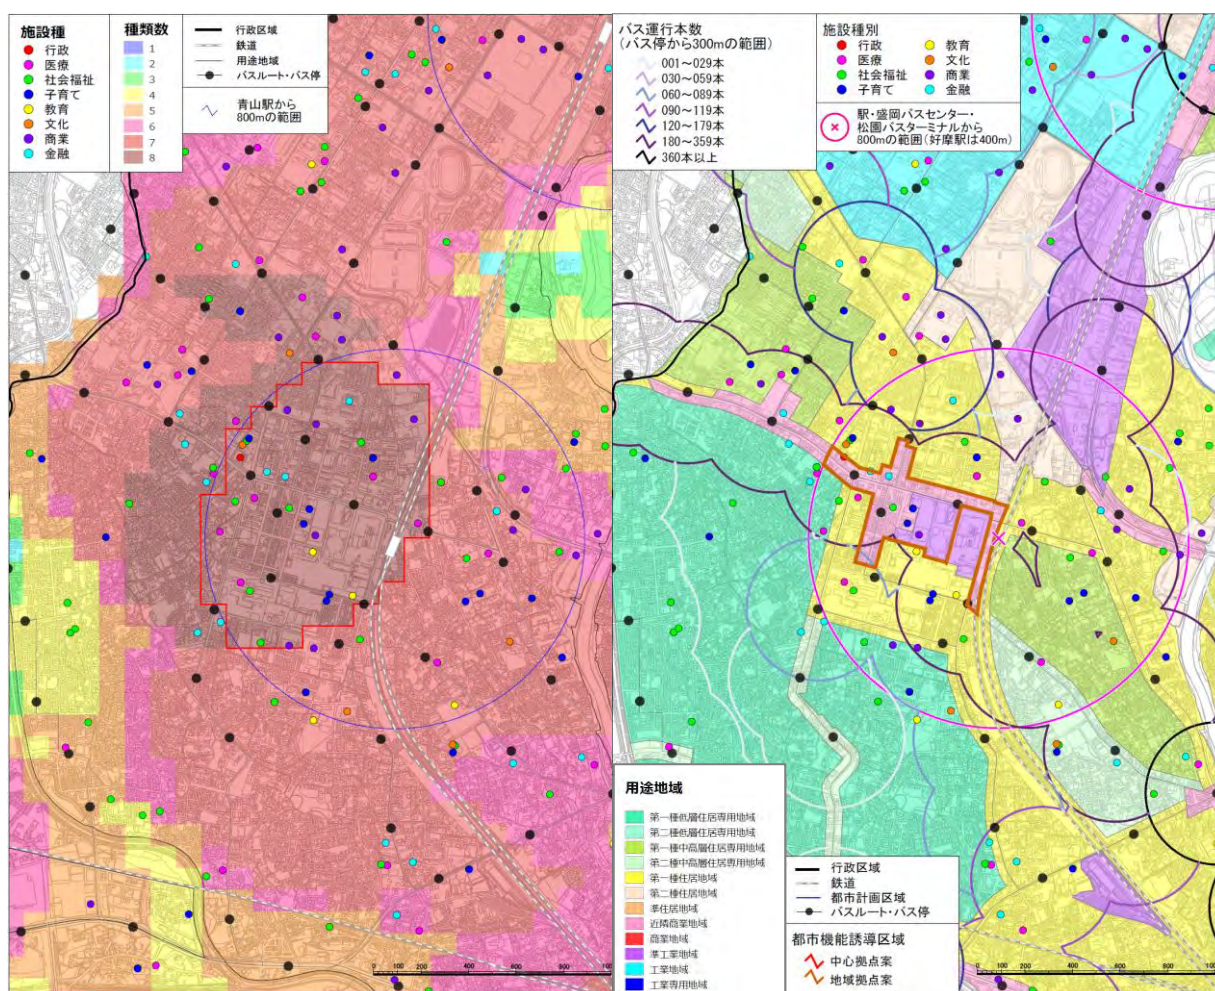 施設種
行政
医療
社会福祉
子育て
教育
文化
商業
金融
種類数
1
2
3
4
5
6
7
8
行政区域
鉄道
用途地域
バスルート・バス停
青山駅から
800mの範囲
0 200 400 600 800 100
バス運行本数
(バス停から300mの範囲)
001～029本
030～059本
060～089本
090～119本
120～179本
180～359本
360本以上
施設種別
行政
医療
社会福祉
子育て
教育
文化
商業
金融
駅・盛岡バスセンター・
松園バスターミナルから
800mの範囲(好摩駅は400m)
用途地域
第一種低層住居専用地域
第二種低層住居専用地域
第一種中高層住居専用地域
第二種中高層住居専用地域
第一種住居地域
第二種住居地域
準住居地域
近隣商業地域
商業地域
準工業地域
工業地域
工業専用地域
行政区域
鉄道
都市計画区域
バスルート・バス停
都市機能誘導区域
中心拠点案
地域拠点案
0 100 200 400 600 800 100